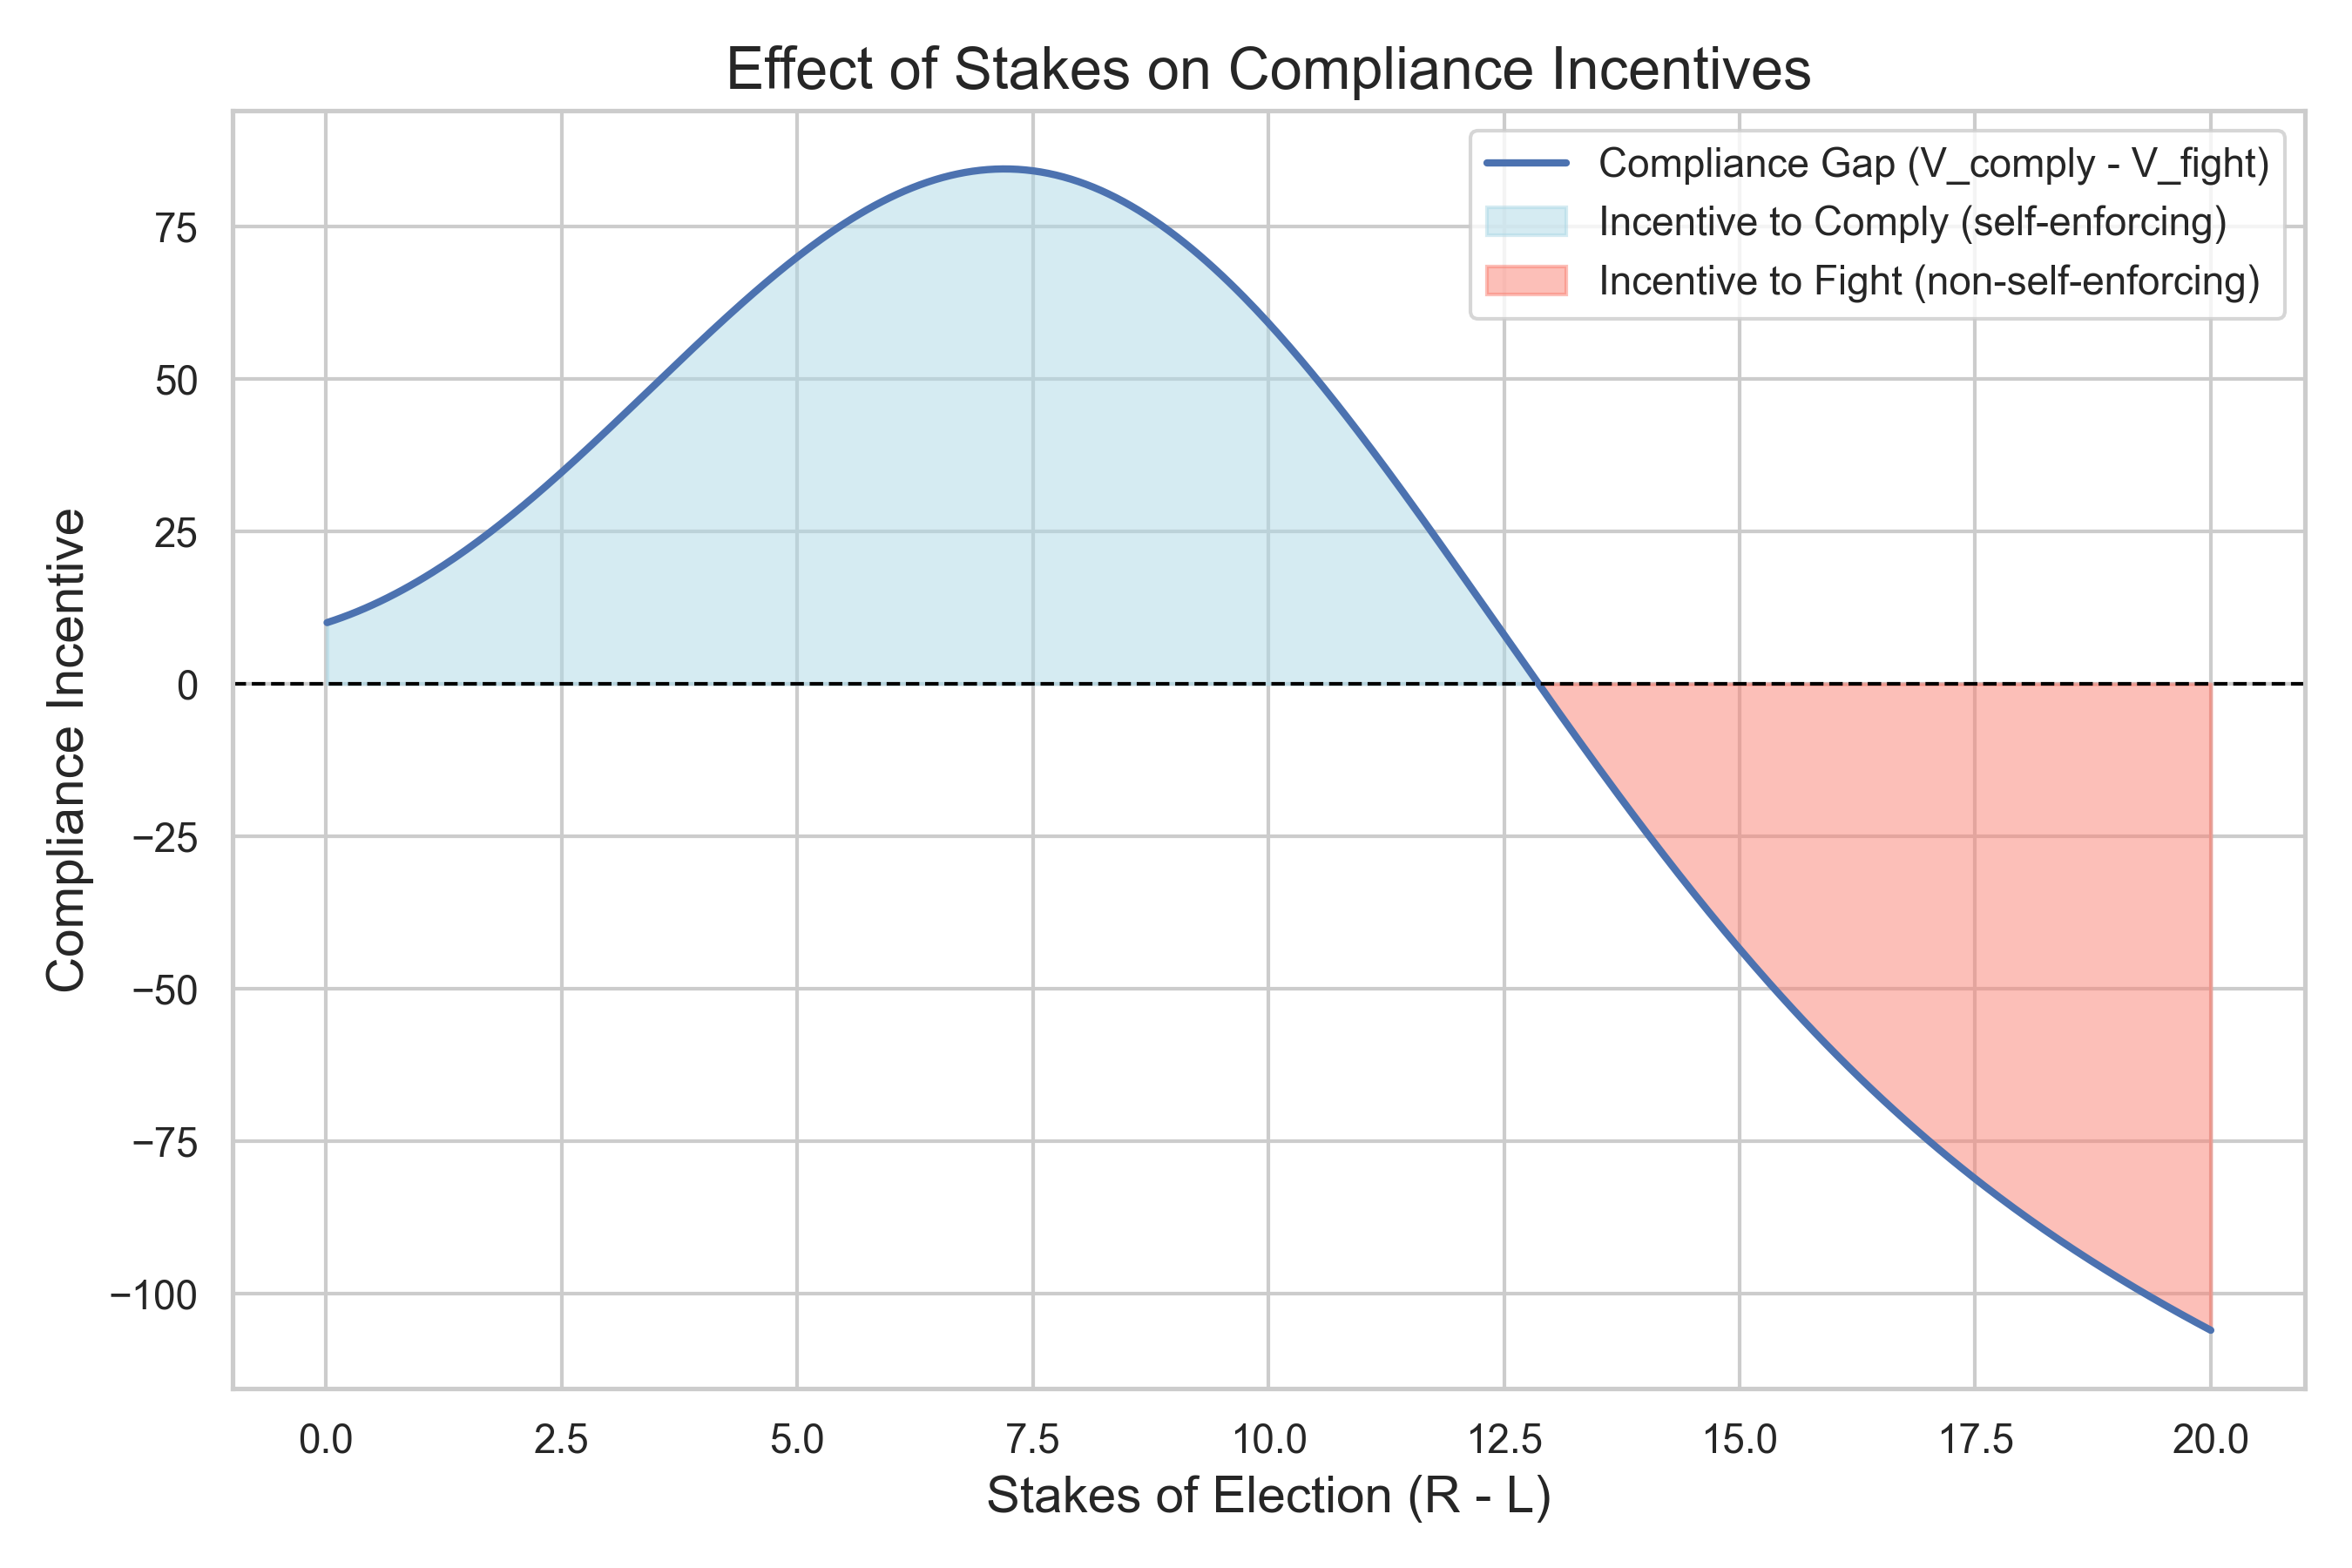 Effect of Stakes on Compliance Incentives
Compliance Gap (V_comply - V_fight)
Incentive to Comply (self-enforcing)
Incentive to Fight (non-self-enforcing)
Compliance Incentive
75
50
25
0
−25
−50
−75
−100
0.0 2.5 5.0 7.5 10.0 12.5 15.0 17.5 20.0
Stakes of Election (R - L)